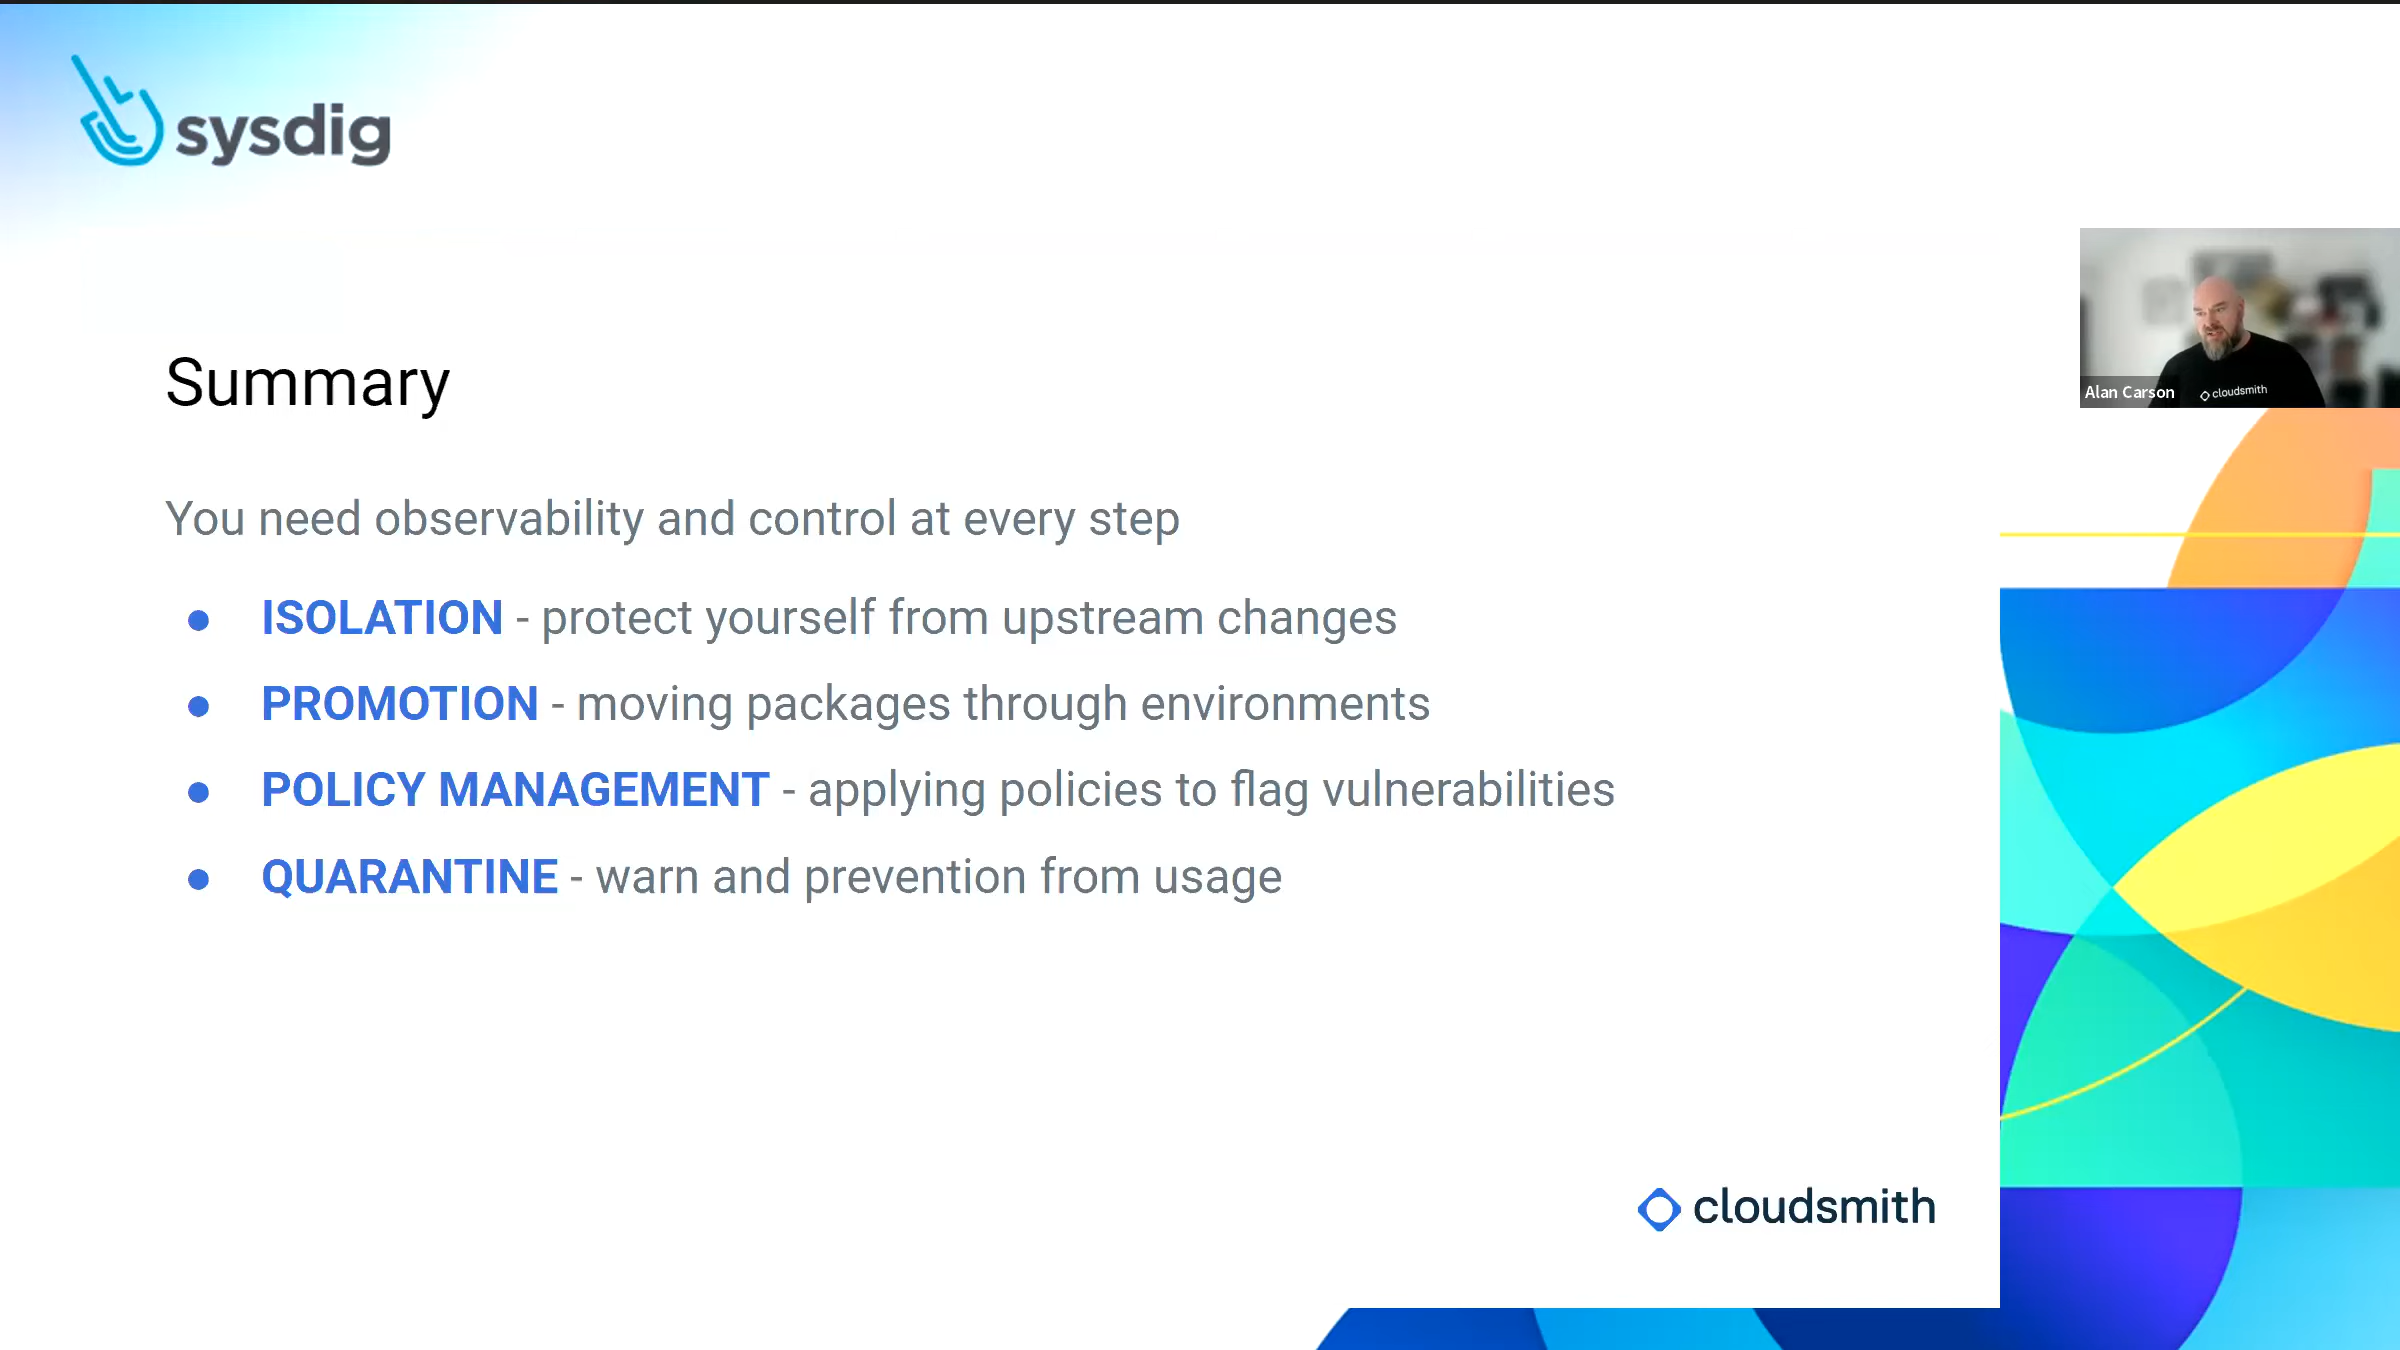 sysdig
Summary
You need observability and control at every step
● ISOLATION - protect yourself from upstream changes
● PROMOTION - moving packages through environments
● POLICY MANAGEMENT - applying policies to flag vulnerabilities
● QUARANTINE - warn and prevention from usage
Alan Carson
cloudsmith
cloudsmith